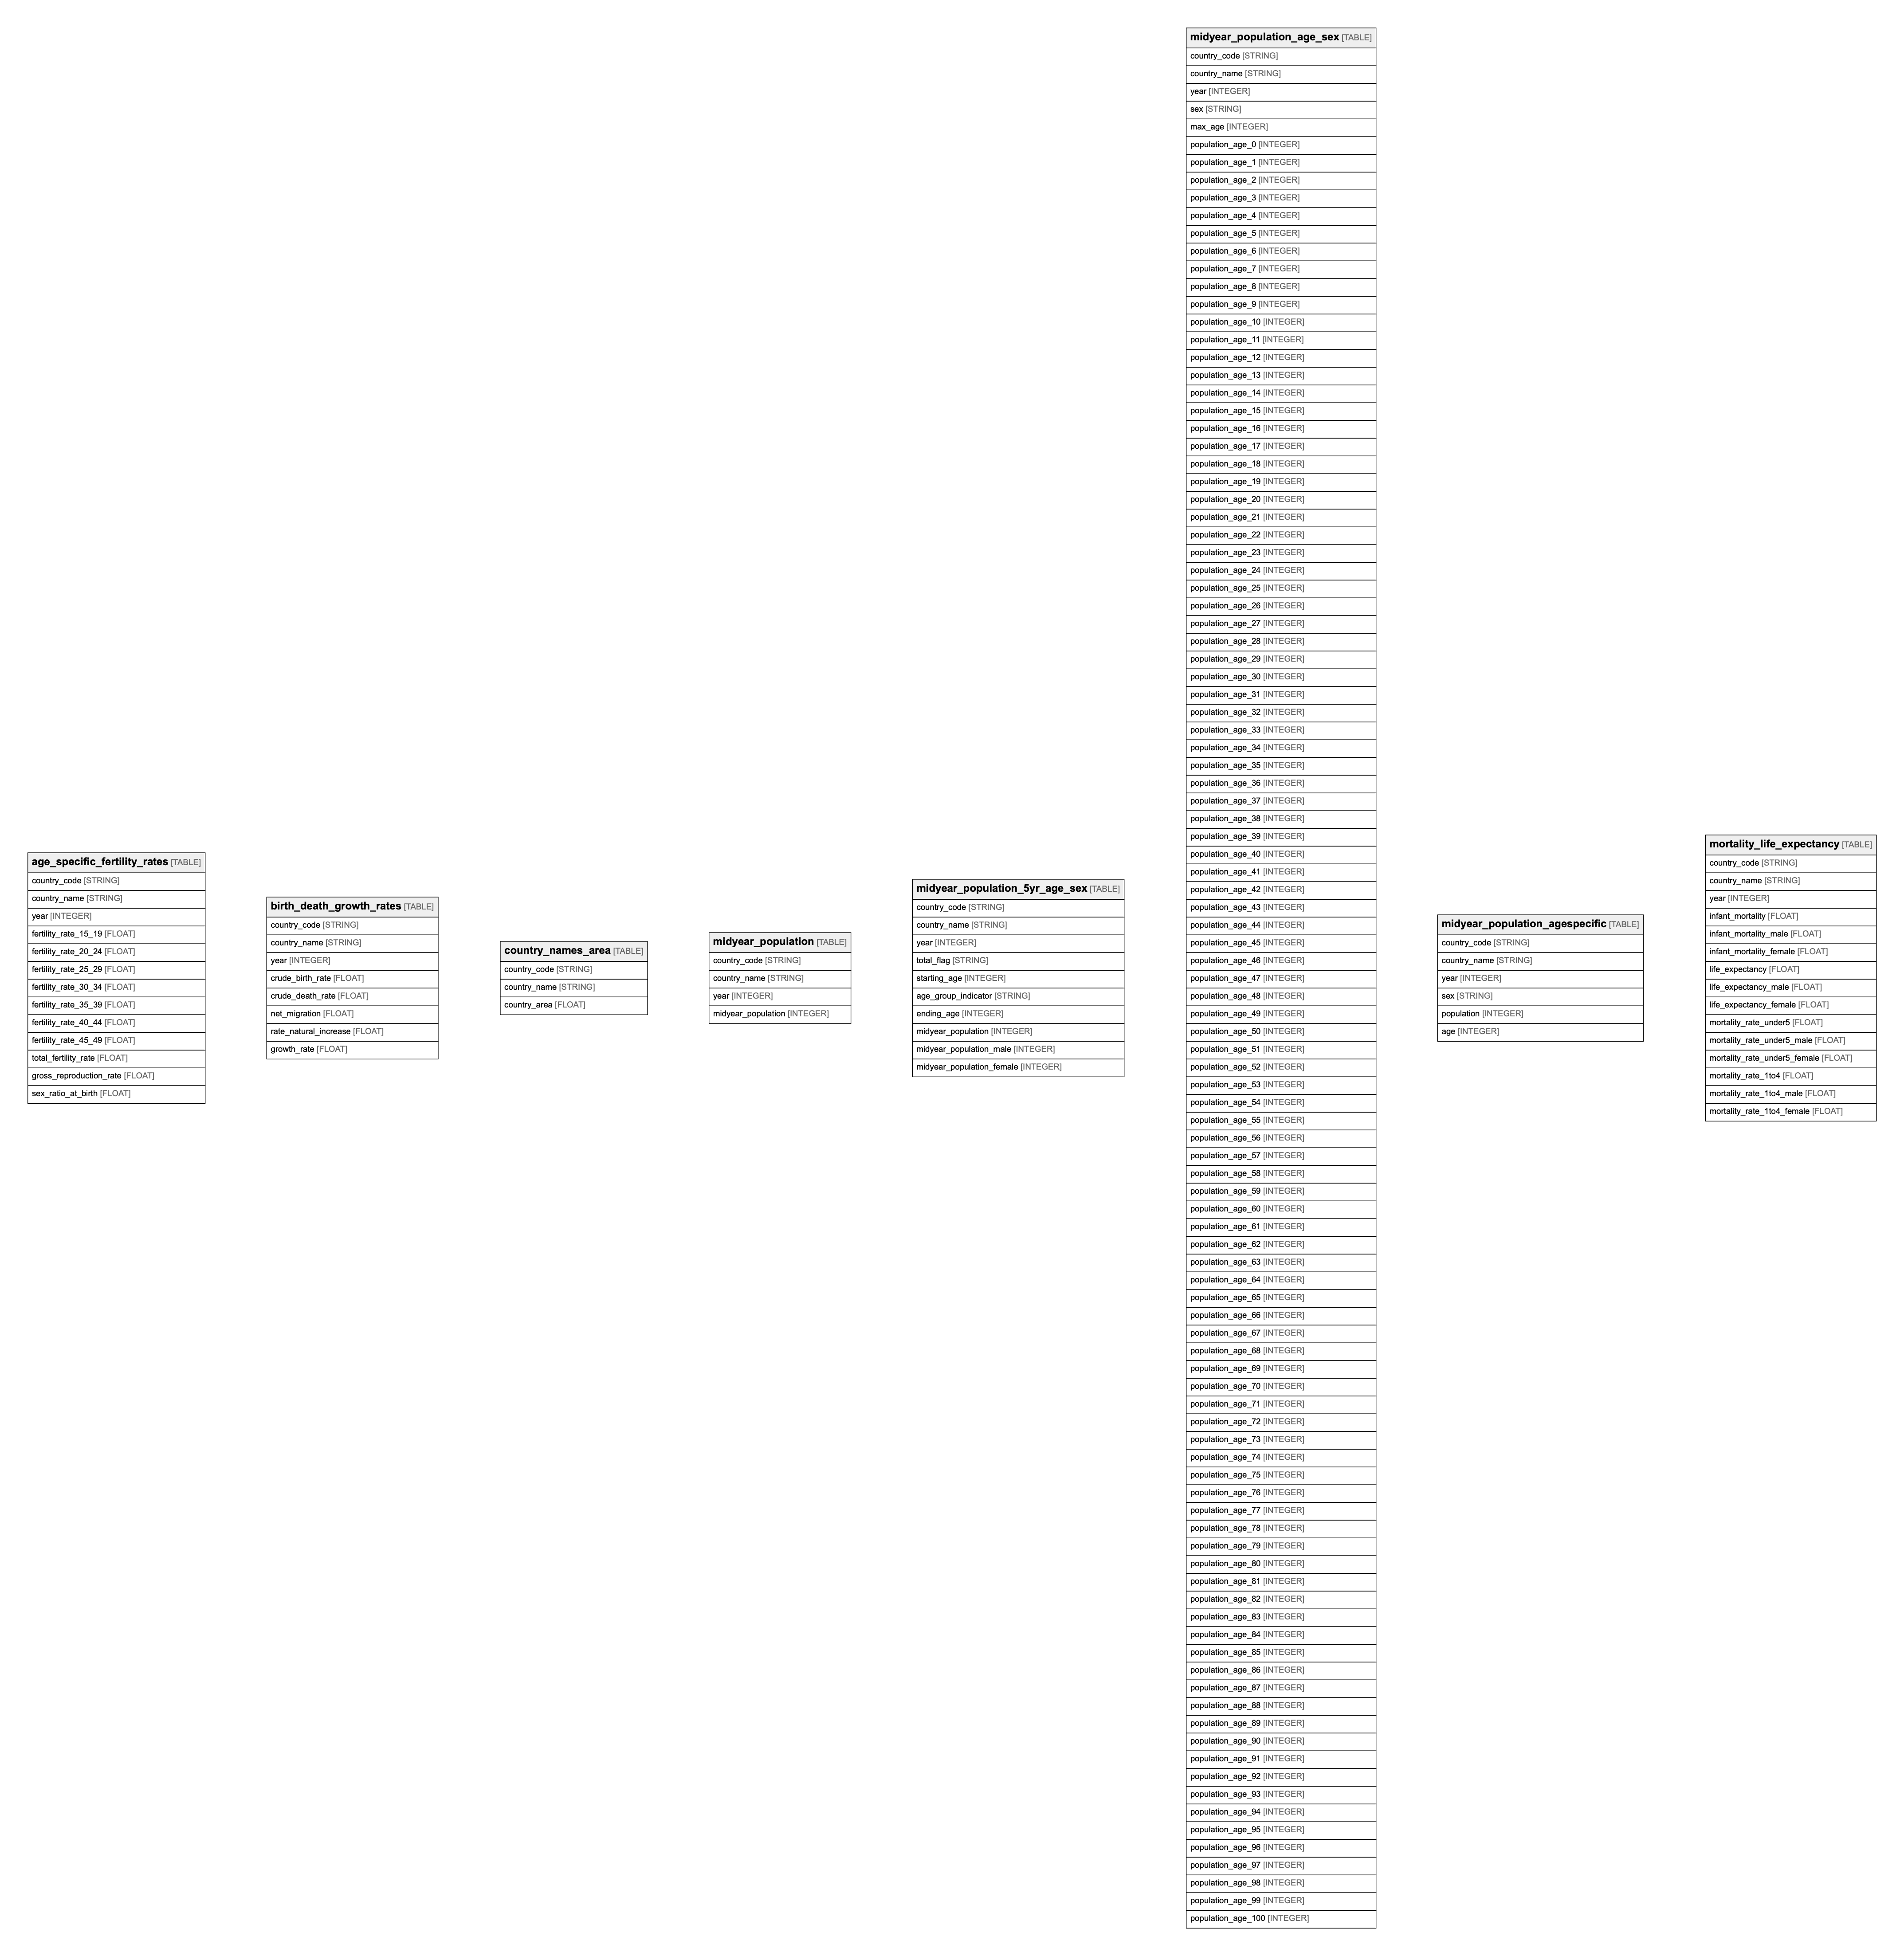 age_specific_fertility_rates [TABLE]
country_code [STRING]
country_name [STRING]
year [INTEGER]
fertility_rate_15_19 [FLOAT]
fertility_rate_20_24 [FLOAT]
fertility_rate_25_29 [FLOAT]
fertility_rate_30_34 [FLOAT]
fertility_rate_35_39 [FLOAT]
fertility_rate_40_44 [FLOAT]
fertility_rate_45_49 [FLOAT]
total_fertility_rate [FLOAT]
gross_reproduction_rate [FLOAT]
sex_ratio_at_birth [FLOAT]
birth_death_growth_rates [TABLE]
country_code [STRING]
country_name [STRING]
year [INTEGER]
crude_birth_rate [FLOAT]
crude_death_rate [FLOAT]
net_migration [FLOAT]
rate_natural_increase [FLOAT]
growth_rate [FLOAT]
country_names_area [TABLE]
country_code [STRING]
country_name [STRING]
country_area [FLOAT]
midyear_population [TABLE]
country_code [STRING]
country_name [STRING]
year [INTEGER]
midyear_population [INTEGER]
midyear_population_5yr_age_sex [TABLE]
country_code [STRING]
country_name [STRING]
year [INTEGER]
total_flag [STRING]
starting_age [INTEGER]
age_group_indicator [STRING]
ending_age [INTEGER]
midyear_population [INTEGER]
midyear_population_male [INTEGER]
midyear_population_female [INTEGER]
midyear_population_age_sex [TABLE]
country_code [STRING]
country_name [STRING]
year [INTEGER]
sex [STRING]
max_age [INTEGER]
population_age_0 [INTEGER]
population_age_1 [INTEGER]
population_age_2 [INTEGER]
population_age_3 [INTEGER]
population_age_4 [INTEGER]
population_age_5 [INTEGER]
population_age_6 [INTEGER]
population_age_7 [INTEGER]
population_age_8 [INTEGER]
population_age_9 [INTEGER]
population_age_10 [INTEGER]
population_age_11 [INTEGER]
population_age_12 [INTEGER]
population_age_13 [INTEGER]
population_age_14 [INTEGER]
population_age_15 [INTEGER]
population_age_16 [INTEGER]
population_age_17 [INTEGER]
population_age_18 [INTEGER]
population_age_19 [INTEGER]
population_age_20 [INTEGER]
population_age_21 [INTEGER]
population_age_22 [INTEGER]
population_age_23 [INTEGER]
population_age_24 [INTEGER]
population_age_25 [INTEGER]
population_age_26 [INTEGER]
population_age_27 [INTEGER]
population_age_28 [INTEGER]
population_age_29 [INTEGER]
population_age_30 [INTEGER]
population_age_31 [INTEGER]
population_age_32 [INTEGER]
population_age_33 [INTEGER]
population_age_34 [INTEGER]
population_age_35 [INTEGER]
population_age_36 [INTEGER]
population_age_37 [INTEGER]
population_age_38 [INTEGER]
population_age_39 [INTEGER]
population_age_40 [INTEGER]
population_age_41 [INTEGER]
population_age_42 [INTEGER]
population_age_43 [INTEGER]
population_age_44 [INTEGER]
population_age_45 [INTEGER]
population_age_46 [INTEGER]
population_age_47 [INTEGER]
population_age_48 [INTEGER]
population_age_49 [INTEGER]
population_age_50 [INTEGER]
population_age_51 [INTEGER]
population_age_52 [INTEGER]
population_age_53 [INTEGER]
population_age_54 [INTEGER]
population_age_55 [INTEGER]
population_age_56 [INTEGER]
population_age_57 [INTEGER]
population_age_58 [INTEGER]
population_age_59 [INTEGER]
population_age_60 [INTEGER]
population_age_61 [INTEGER]
population_age_62 [INTEGER]
population_age_63 [INTEGER]
population_age_64 [INTEGER]
population_age_65 [INTEGER]
population_age_66 [INTEGER]
population_age_67 [INTEGER]
population_age_68 [INTEGER]
population_age_69 [INTEGER]
population_age_70 [INTEGER]
population_age_71 [INTEGER]
population_age_72 [INTEGER]
population_age_73 [INTEGER]
population_age_74 [INTEGER]
population_age_75 [INTEGER]
population_age_76 [INTEGER]
population_age_77 [INTEGER]
population_age_78 [INTEGER]
population_age_79 [INTEGER]
population_age_80 [INTEGER]
population_age_81 [INTEGER]
population_age_82 [INTEGER]
population_age_83 [INTEGER]
population_age_84 [INTEGER]
population_age_85 [INTEGER]
population_age_86 [INTEGER]
population_age_87 [INTEGER]
population_age_88 [INTEGER]
population_age_89 [INTEGER]
population_age_90 [INTEGER]
population_age_91 [INTEGER]
population_age_92 [INTEGER]
population_age_93 [INTEGER]
population_age_94 [INTEGER]
population_age_95 [INTEGER]
population_age_96 [INTEGER]
population_age_97 [INTEGER]
population_age_98 [INTEGER]
population_age_99 [INTEGER]
population_age_100 [INTEGER]
midyear_population_agespecific [TABLE]
country_code [STRING]
country_name [STRING]
year [INTEGER]
sex [STRING]
population [INTEGER]
age [INTEGER]
mortality_life_expectancy [TABLE]
country_code [STRING]
country_name [STRING]
year [INTEGER]
infant_mortality [FLOAT]
infant_mortality_male [FLOAT]
infant_mortality_female [FLOAT]
life_expectancy [FLOAT]
life_expectancy_male [FLOAT]
life_expectancy_female [FLOAT]
mortality_rate_under5 [FLOAT]
mortality_rate_under5_male [FLOAT]
mortality_rate_under5_female [FLOAT]
mortality_rate_1to4 [FLOAT]
mortality_rate_1to4_male [FLOAT]
mortality_rate_1to4_female [FLOAT]